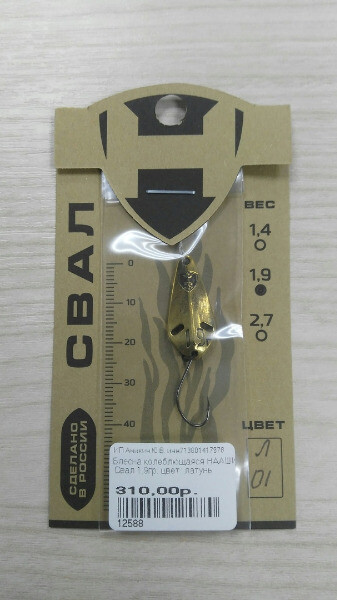 СВАЛ
СДЕЛАНО
В РОССИИ
ВЕС
1,4
1,9
2,7
0
10
20
30
40
ЦВЕТ
Л
01
Блесна колеблющаяся НААШИ
Свал 1.9гр. цвет: латунь
310,00р.
12588